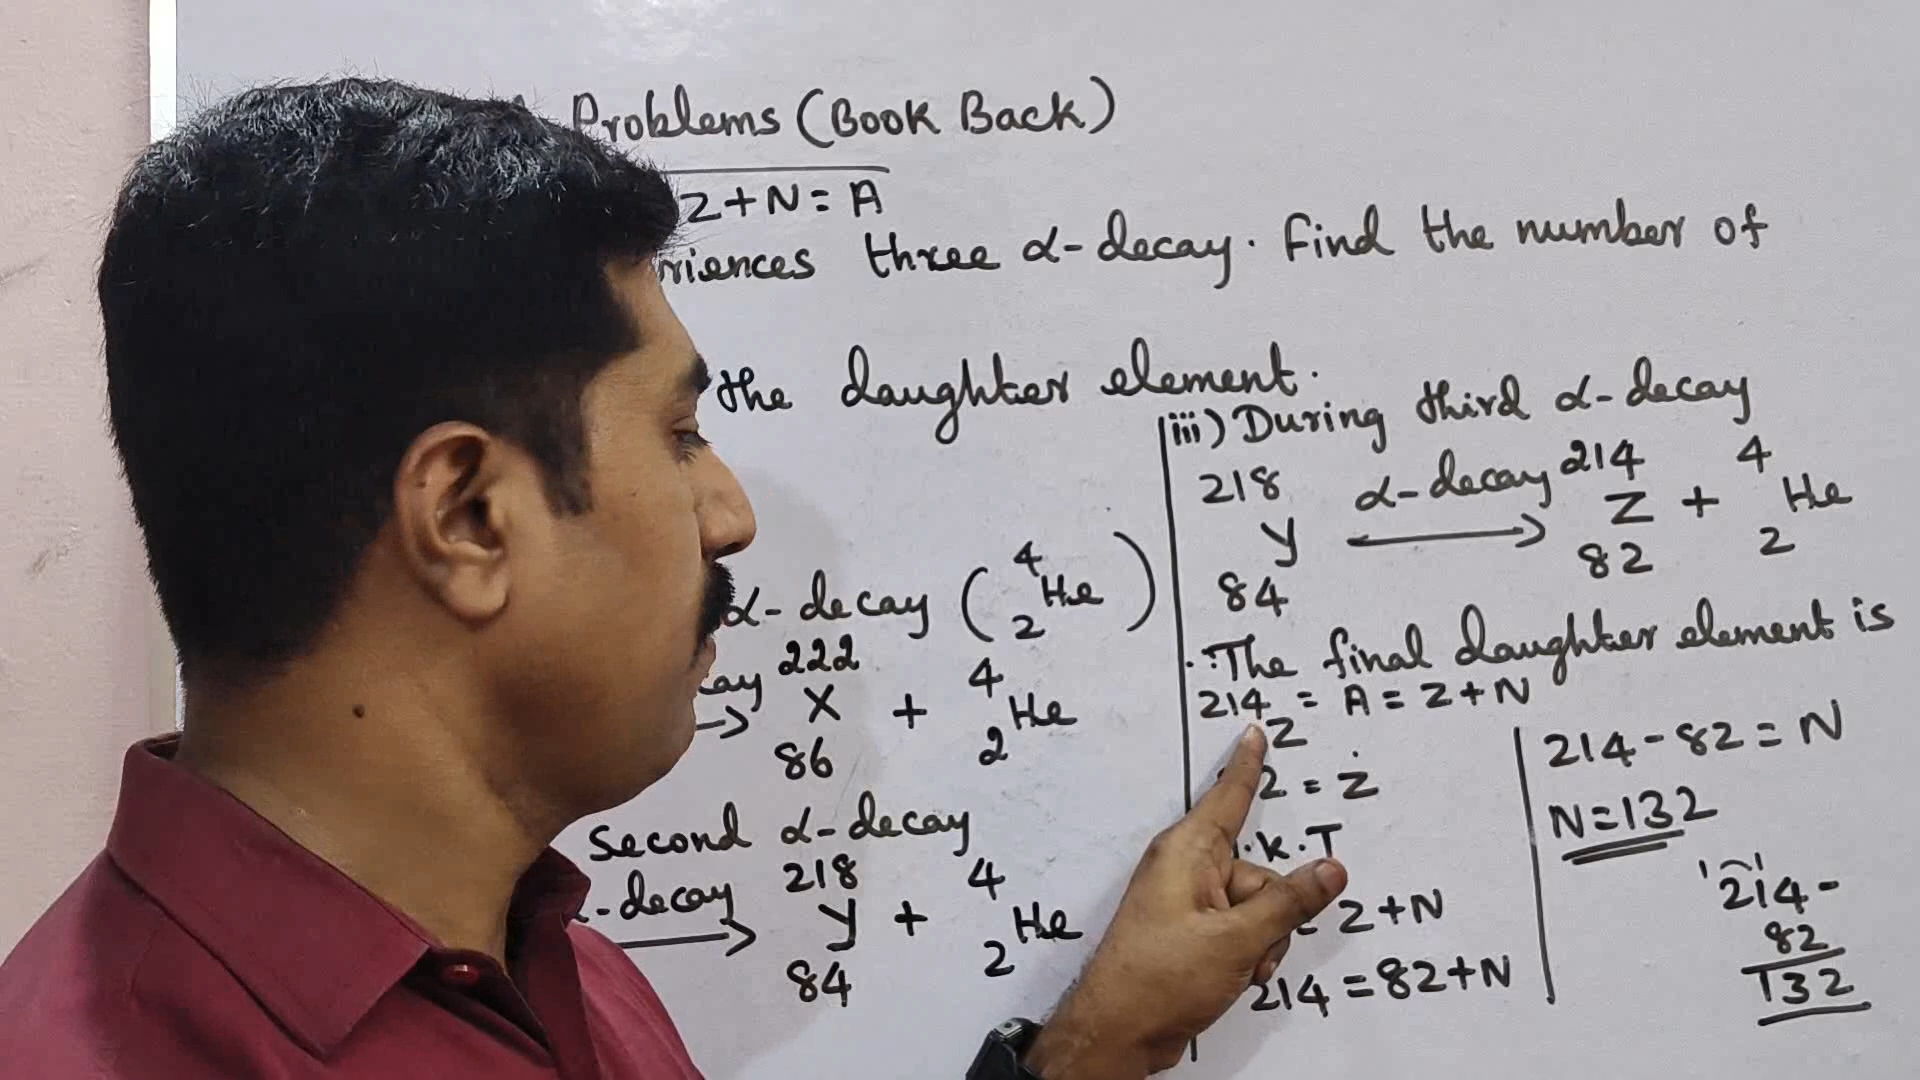 Problems (Book Back)
Z+N=A
three α-decay. Find the number of
the daughter element.
α-decay ( 4 2 He )
222 X 86 + 4 2 He
second α-decay
α-decay → 218 y 84 + 4 2 He
iii) During third α-decay
218 y 84 α-decay → 214 Z 82 + 4 2 He
∴ The final daughter element is
214 = A = Z+N
Z
2 = Z
.K.T
= Z+N
214 = 82+N
214-82 = N
N=132
214-
82
132